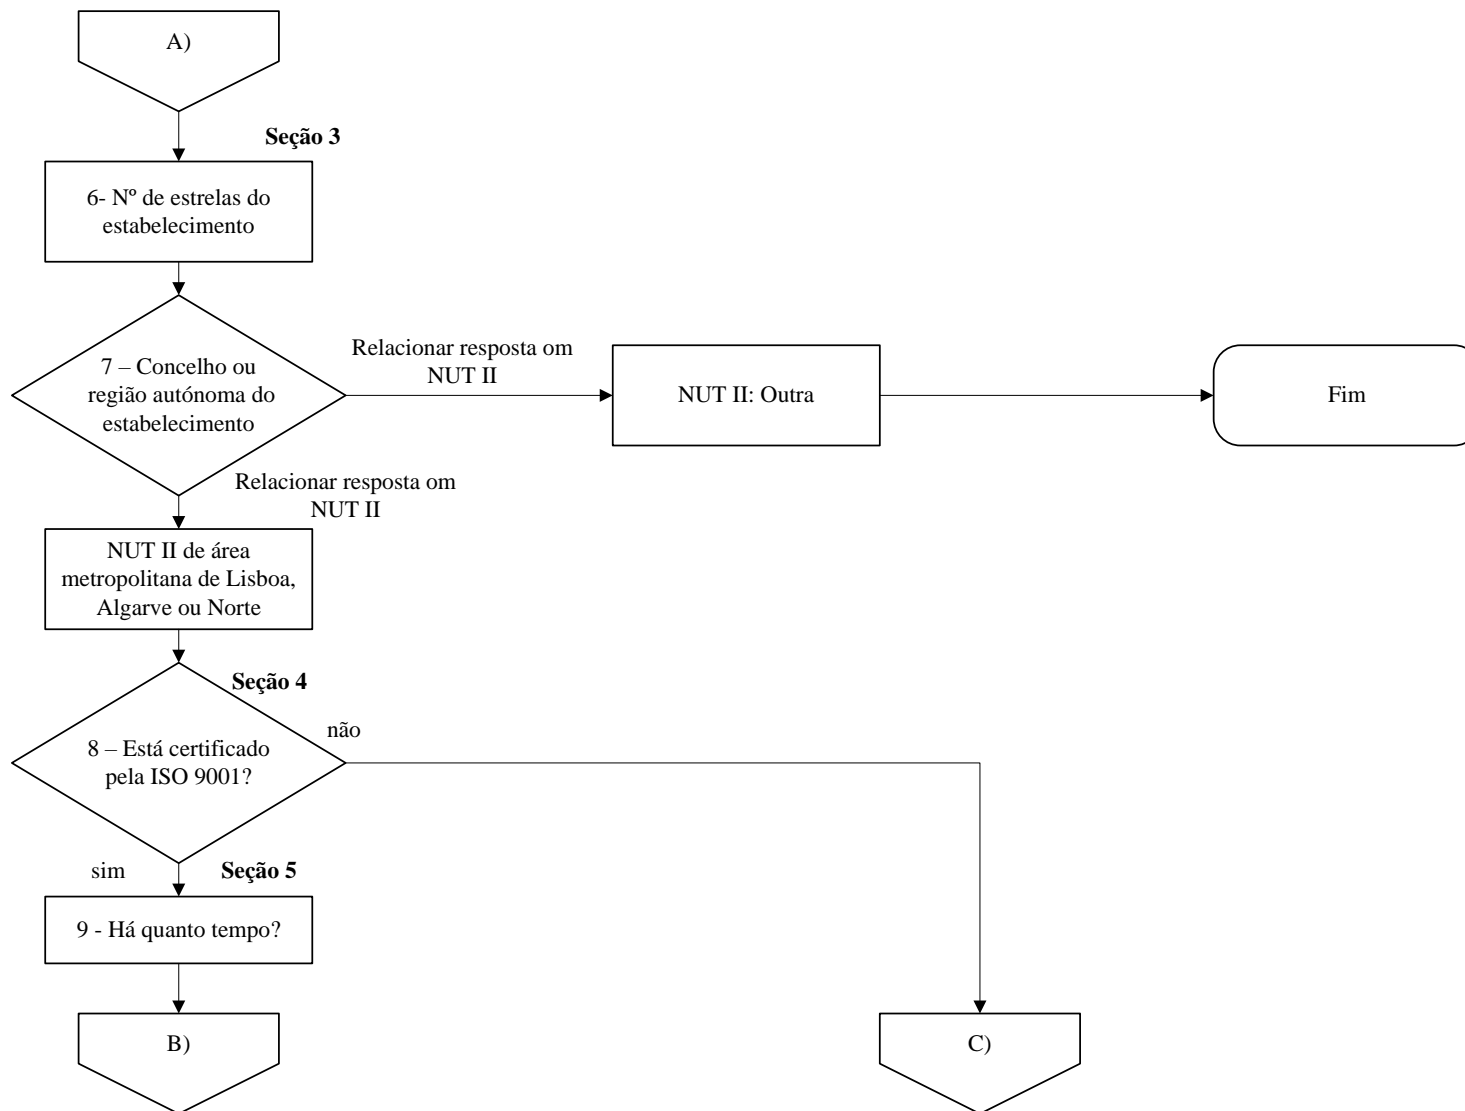 A)
Seção 3
6- Nº de estrelas do
estabelecimento
7 – Concelho ou
região autónoma do
estabelecimento
Relacionar resposta om
NUT II
NUT II: Outra
Fim
Relacionar resposta om
NUT II
NUT II de área
metropolitana de Lisboa,
Algarve ou Norte
Seção 4
8 – Está certificado
pela ISO 9001?
não
sim
Seção 5
9 - Há quanto tempo?
B)
C)